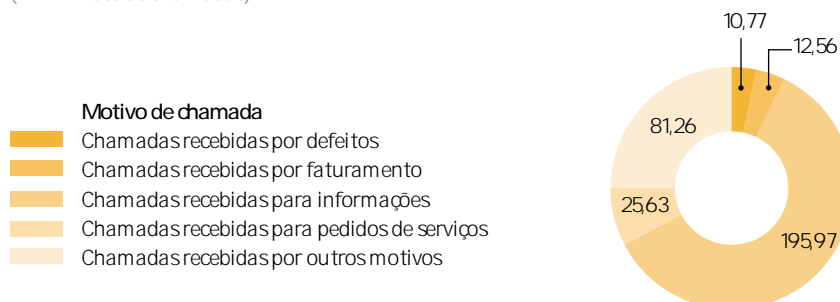 10,77
12,56
Motivo de chamada
Chamadas recebidas por defeitos
81,26
Chamadas recebidas por faturamento
Chamadas recebidas para informações
25,63
Chamadas recebidas para pedidos de serviços
195,97
Chamadas recebidas por outros motivos